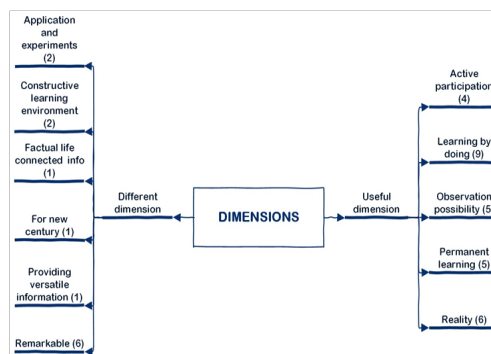 Application
and
experiments
(2)
Constructive
learning
environment
(2)
Factual life
connected info
(1)
For new
century (1)
Providing
versatile
information (1)
Remarkable (6)
Different
dimension
DIMENSIONS
Useful
dimension
Active
participation
(4)
Learning by
doing (9)
Observation
possibility (5
Permanent
learning (5)
Reality (6)